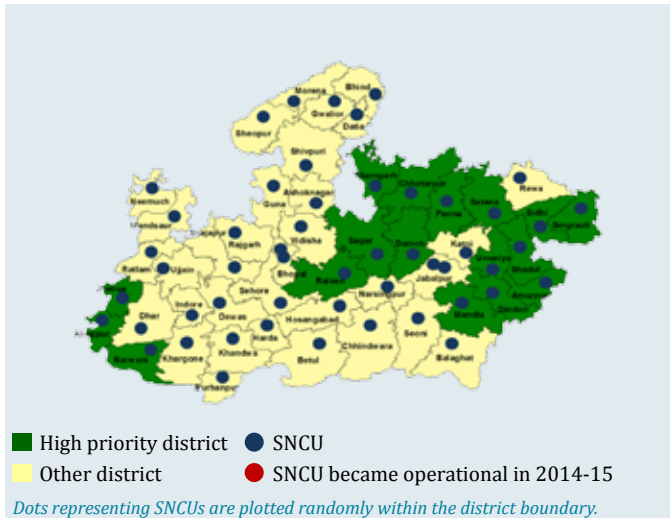 Bhind
Morena
Gwalior
Datia
Sheopur
Shivpuri
Tikamgarh
Chhatarpur
Rewa
Neemuch
Guna
Ashoknagar
Panna
Satana
Sidhi
Singrauli
Mandsaur
Shajapur
Rajgarh
Vidisha
Sagar
Damoh
Katni
Umariya
Shadol
Ratlam
Ujjain
Bhopal
Raisen
Jabalpur
Anuppur
Sehore
Narsinghpur
Dindori
Mandla
Dhar
Indore
Dewas
Hosangabad
Harda
Seoni
Barwani
Khargone
Khandwa
Betul
Chhindwara
Balaghat
Burhanpur
High priority district
SNCU
Other district
SNCU became operational in 2014-15
Dots representing SNCUs are plotted randomly within the district boundary.